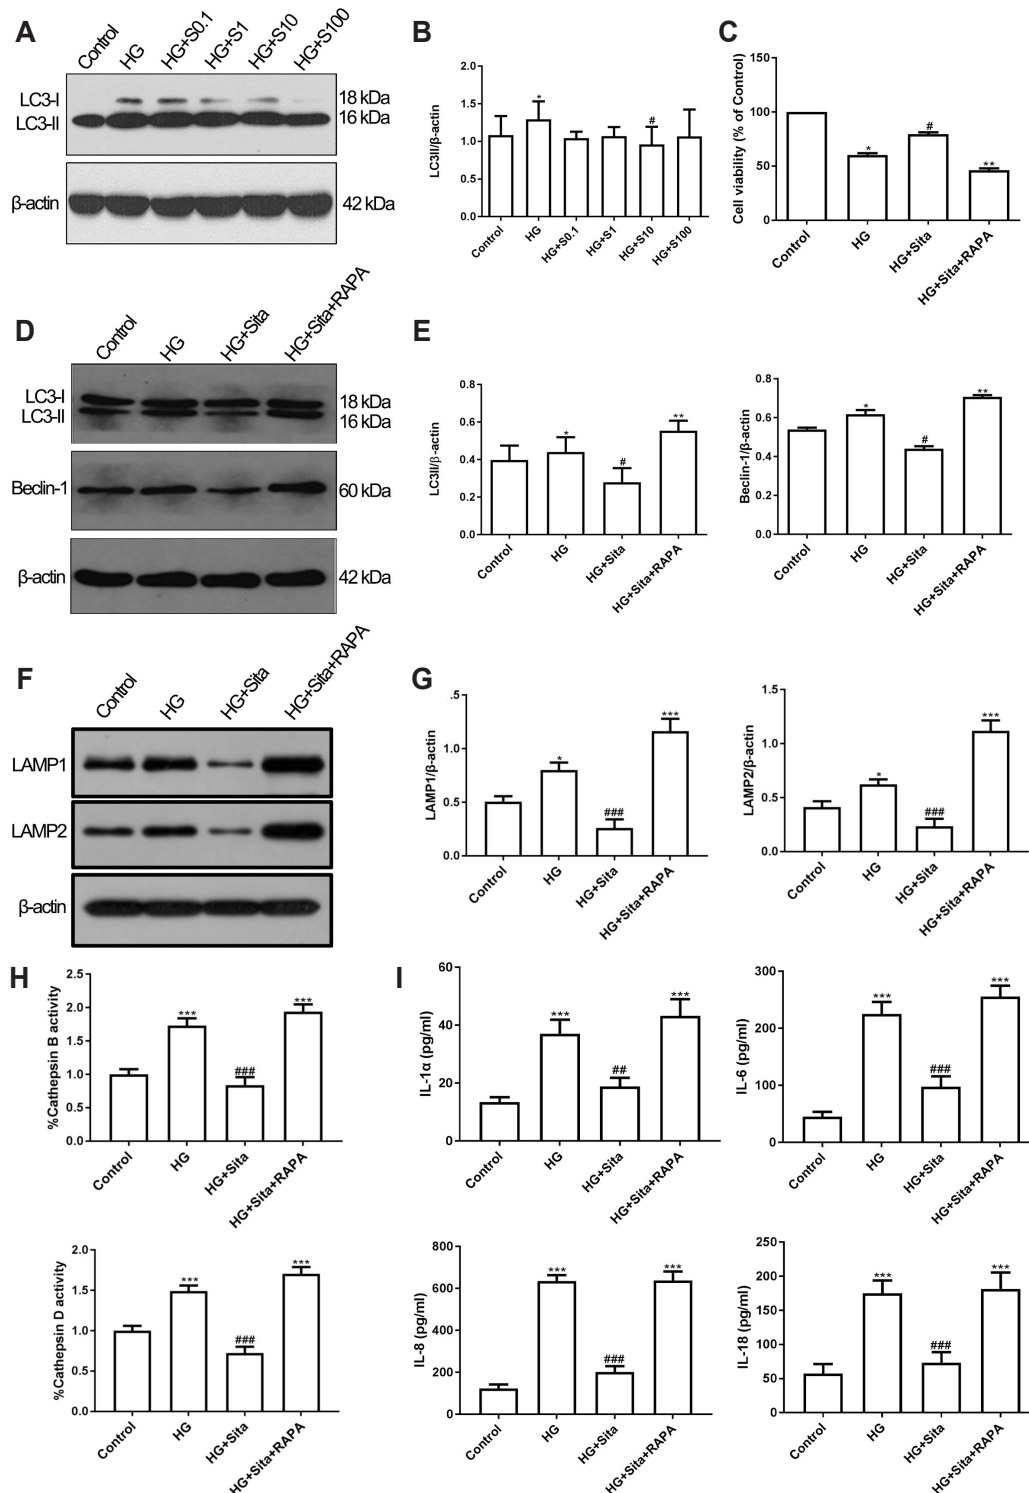 A
Control
HG
HG+S0.1
HG+S1
HG+S10
HG+S100
LC3-I
18 kDa
LC3-II
16 kDa
β-actin
42 kDa
B
LC3II/β-actin
2.0
1.5
1.0
0.5
0.0
*
#
Control
HG
HG+S0.1
HG+S1
HG+S10
HG+S100
C
Cell viability (% of Control)
150
100
50
0
*
#
**
Control
HG
HG+Sita
HG+Sita+RAPA
D
Control
HG
HG+Sita
HG+Sita+RAPA
LC3-I
18 kDa
LC3-II
16 kDa
Beclin-1
60 kDa
β-actin
42 kDa
E
LC3II/β-actin
0.8
0.6
0.4
0.2
0.0
*
#
**
Control
HG
HG+Sita
HG+Sita+RAPA
Beclin-1/β-actin
0.8
0.6
0.4
0.2
0.0
*
#
**
Control
HG
HG+Sita
HG+Sita+RAPA
F
Control
HG
HG+Sita
HG+Sita+RAPA
LAMP1
LAMP2
β-actin
G
LAMP1/β-actin
.5
1.0
0.5
0.0
*
###
***
Control
HG
HG+Sita
HG+Sita+RAPA
LAMP2/β-actin
1.5
1.0
0.5
0.0
*
###
***
Control
HG
HG+Sita
HG+Sita+RAPA
H
%Cathepsin B activity
2.5
2.0
1.5
1.0
0.5
0.0
***
###
***
Control
HG
HG+Sita
HG+Sita+RAPA
%Cathepsin D activity
2.0
1.5
1.0
0.5
0.0
***
###
***
Control
HG
HG+Sita
HG+Sita+RAPA
I
IL-1α (pg/ml)
60
40
20
0
***
##
***
Control
HG
HG+Sita
HG+Sita+RAPA
IL-6 (pg/ml)
300
200
100
0
***
###
***
Control
HG
HG+Sita
HG+Sita+RAPA
IL-8 (pg/ml)
800
600
400
200
0
***
###
***
Control
HG
HG+Sita
HG+Sita+RAPA
IL-18 (pg/ml)
250
200
150
100
50
0
***
###
***
Control
HG
HG+Sita
HG+Sita+RAPA